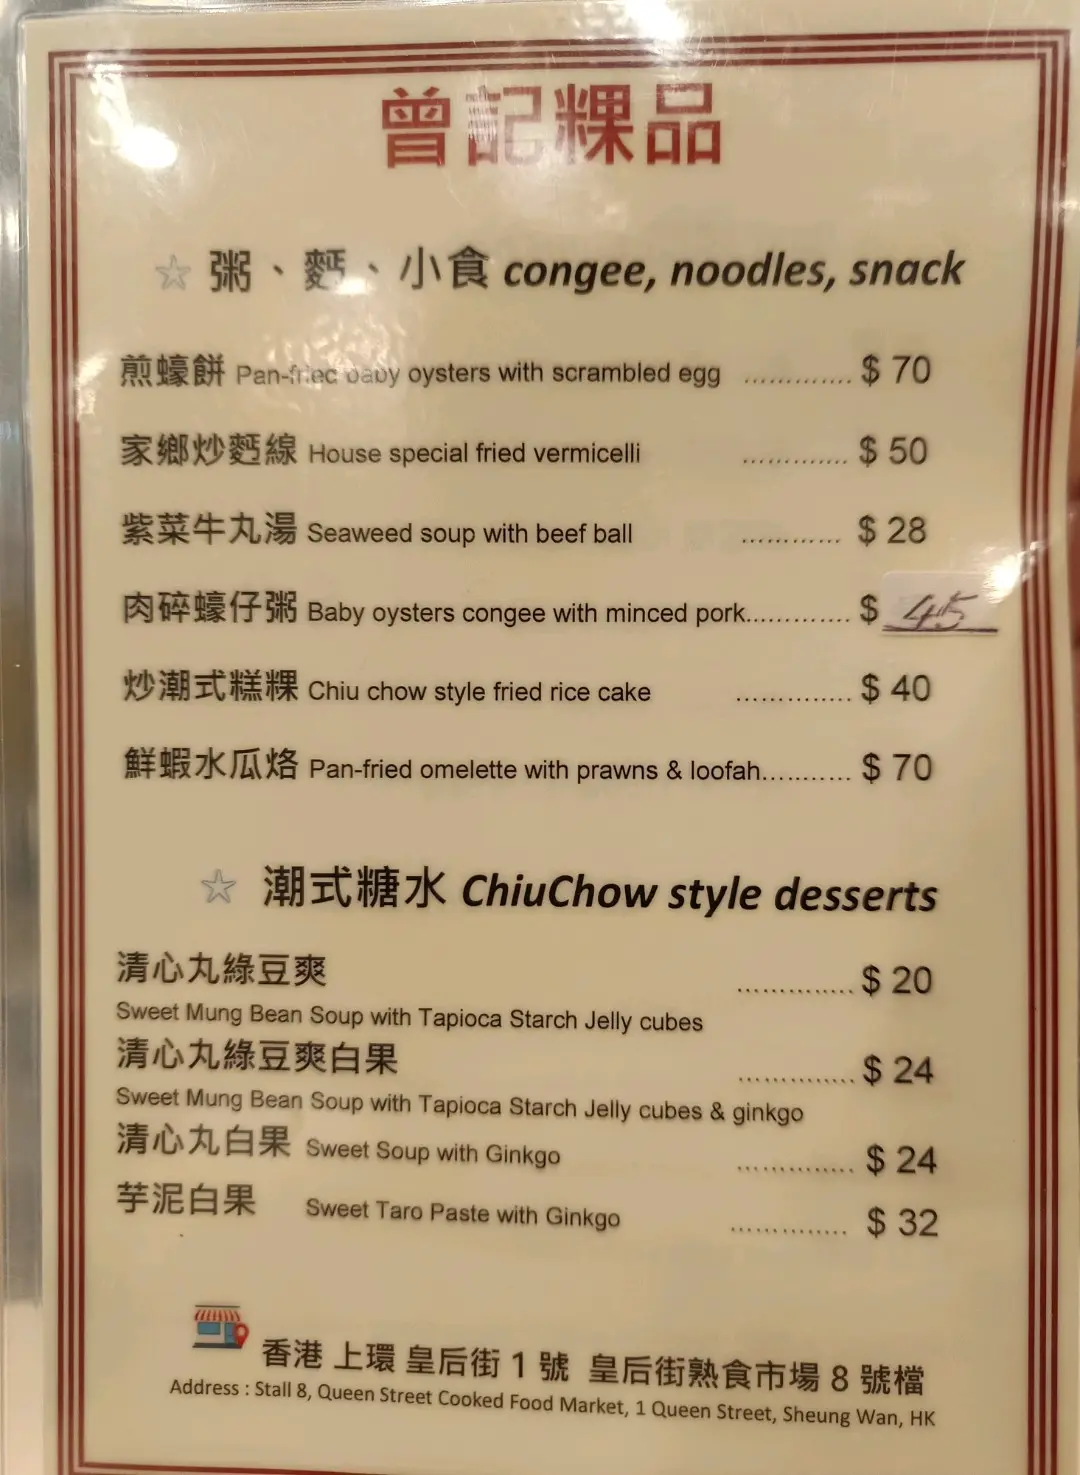 曾記粿品
☆ 粥、麵、小食 congee, noodles, snack
煎蠔餅 Pan-fried baby oysters with scrambled egg ............. $ 70
家鄉炒麵線 House special fried vermicelli ............. $ 50
紫菜牛丸湯 Seaweed soup with beef ball ............ $ 28
肉碎蠔仔粥 Baby oysters congee with minced pork............. $ 45
炒潮式糕粿 Chiu chow style fried rice cake .............. $ 40
鮮蝦水瓜烙 Pan-fried omelette with prawns & loofah........... $ 70
☆ 潮式糖水 ChiuChow style desserts
清心丸綠豆爽 .............. $ 20
Sweet Mung Bean Soup with Tapioca Starch Jelly cubes
清心丸綠豆爽白果 .............. $ 24
Sweet Mung Bean Soup with Tapioca Starch Jelly cubes & ginkgo
清心丸白果 Sweet Soup with Ginkgo .............. $ 24
芋泥白果 Sweet Taro Paste with Ginkgo .............. $ 32
香港 上環 皇后街 1 號 皇后街熟食市場 8 號檔
Address : Stall 8, Queen Street Cooked Food Market, 1 Queen Street, Sheung Wan, HK